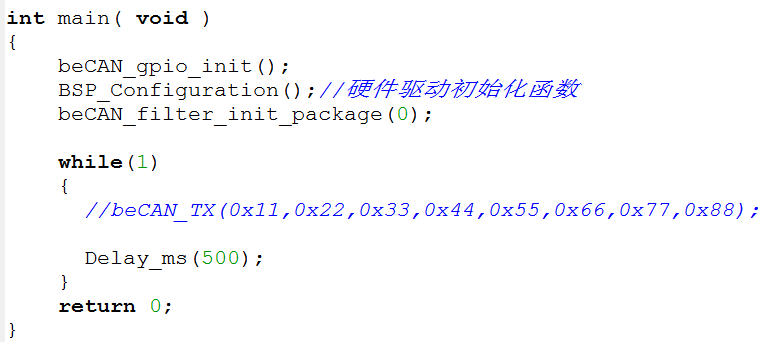 int main( void )
{
    beCAN_gpio_init();
    BSP_Configuration();//硬件驱动初始化函数
    beCAN_filter_init_package(0);

    while(1)
    {
      //beCAN_TX(0x11,0x22,0x33,0x44,0x55,0x66,0x77,0x88);

      Delay_ms(500);
    }
    return 0;
}